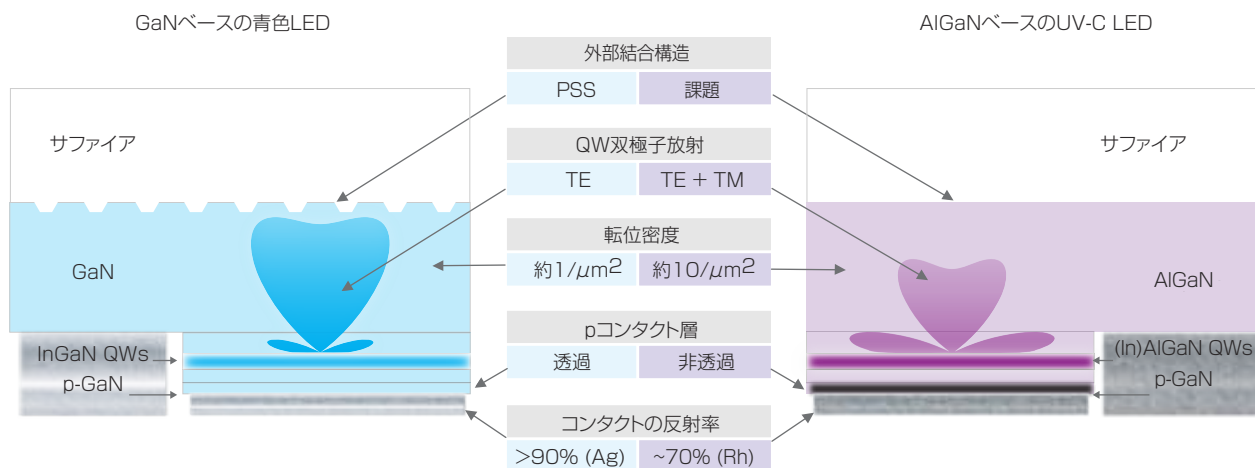 GaNベースの青色LED
AlGaNベースのUV-C LED
外部結合構造
PSS 課題
サファイア
サファイア
QW双極子放射
TE TE + TM
転位密度
約1/μm² 約10/μm²
GaN
AlGaN
pコンタクト層
透過 非透過
InGaN QWs
p-GaN
(In)AlGaN QWs
p-GaN
コンタクトの反射率
>90% (Ag) ~70% (Rh)